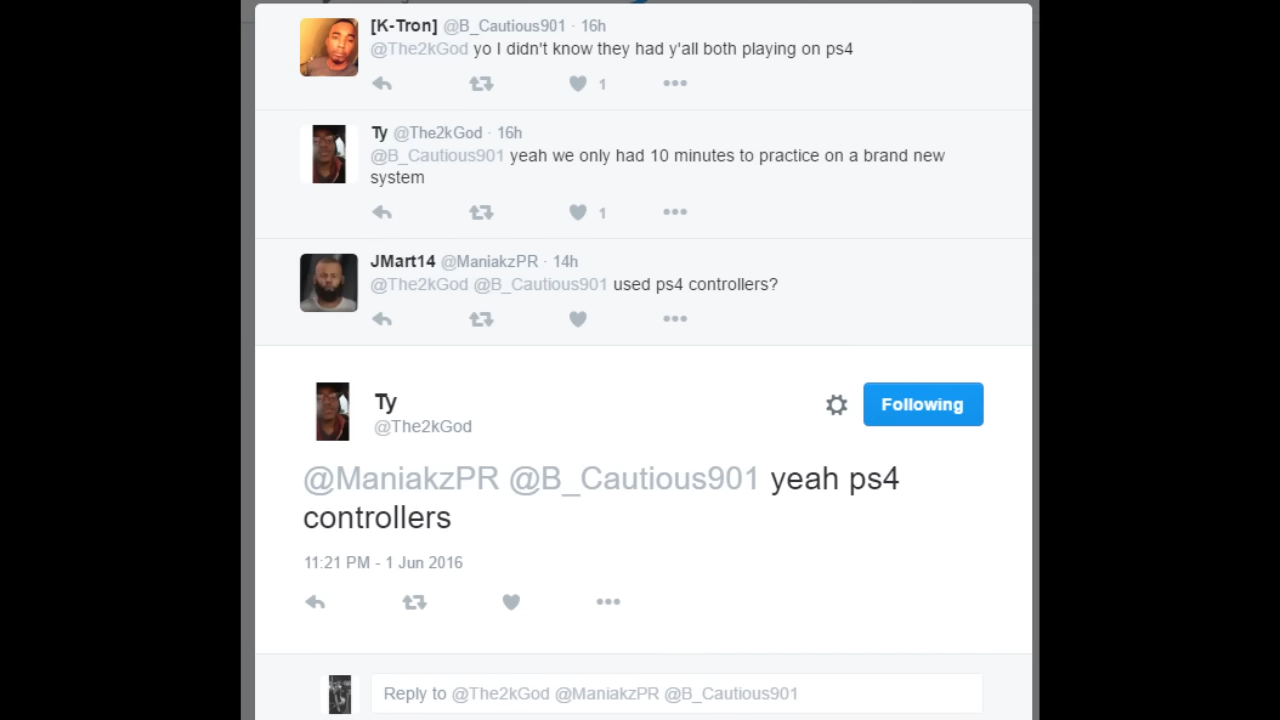 [K-Tron] @B_Cautious901 · 16h
@The2kGod yo I didn't know they had y'all both playing on ps4
1
Ty @The2kGod · 16h
@B_Cautious901 yeah we only had 10 minutes to practice on a brand new
system
1
JMart14 @ManiakzPR · 14h
@The2kGod @B_Cautious901 used ps4 controllers?
Ty
Following
@The2kGod
@ManiakzPR @B_Cautious901 yeah ps4
controllers
11:21 PM - 1 Jun 2016
Reply to @The2kGod @ManiakzPR @B_Cautious901